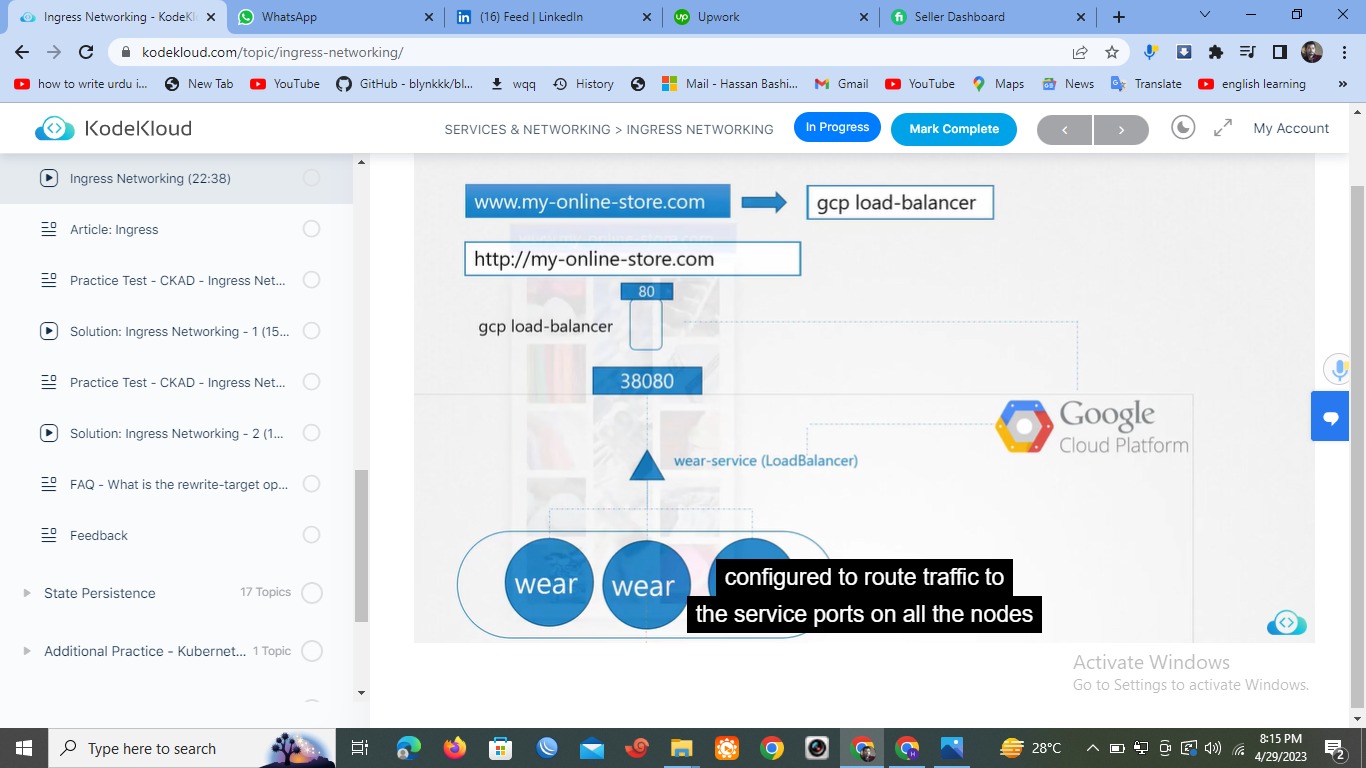 Ingress Networking - KodeKl
WhatsApp
(16) Feed | LinkedIn
Upwork
Seller Dashboard
kodekloud.com/topic/ingress-networking/
how to write urdu i...
New Tab
YouTube
GitHub - blynkkk/bl...
wqq
History
Mail - Hassan Bashi...
Gmail
YouTube
Maps
News
Translate
english learning
»
KodeKloud
SERVICES & NETWORKING > INGRESS NETWORKING
In Progress
Mark Complete
My Account
Ingress Networking (22:38)
Article: Ingress
Practice Test - CKAD - Ingress Net...
Solution: Ingress Networking - 1 (15...
Practice Test - CKAD - Ingress Net...
Solution: Ingress Networking - 2 (1...
FAQ - What is the rewrite-target op...
Feedback
State Persistence
17 Topics
Additional Practice - Kubernet...
1 Topic
www.my-online-store.com
gcp load-balancer
http://my-online-store.com
80
gcp load-balancer
38080
Google
Cloud Platform
wear-service (LoadBalancer)
wear
wear
configured to route traffic to
the service ports on all the nodes
Activate Windows
Go to Settings to activate Windows.
Type here to search
28°C
8:15 PM
4/29/2023
2